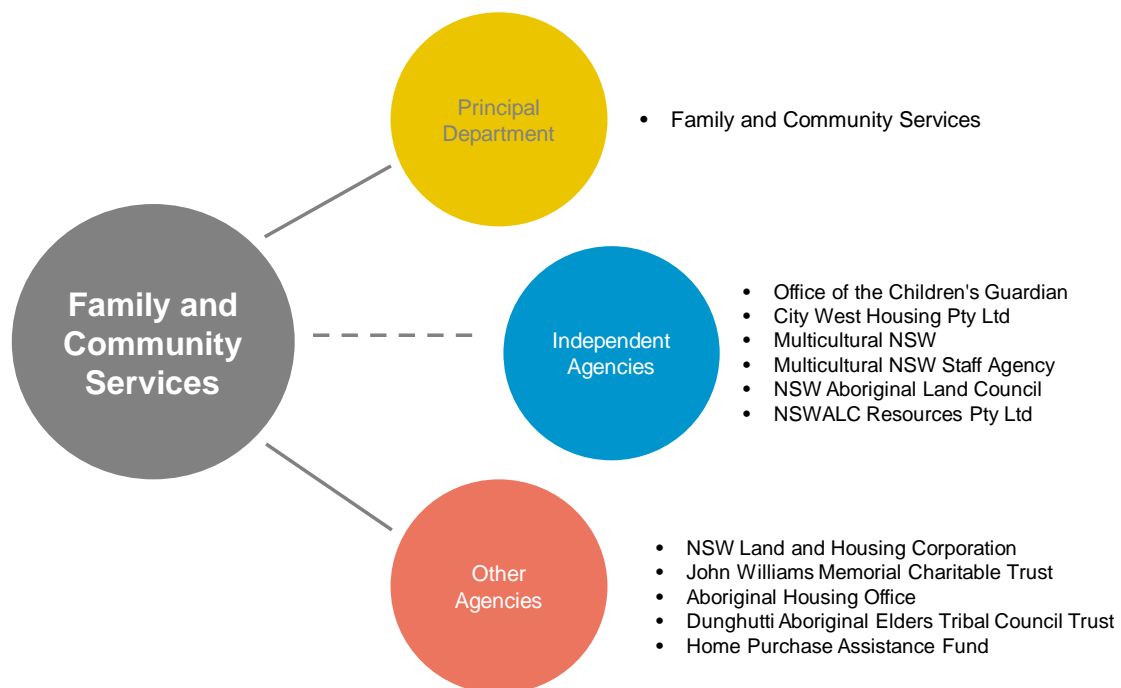 Family and
Community
Services
Principal
Department
• Family and Community Services
Independent
Agencies
• Office of the Children's Guardian
• City West Housing Pty Ltd
• Multicultural NSW
• Multicultural NSW Staff Agency
• NSW Aboriginal Land Council
• NSWALC Resources Pty Ltd
Other
Agencies
• NSW Land and Housing Corporation
• John Williams Memorial Charitable Trust
• Aboriginal Housing Office
• Dunghutti Aboriginal Elders Tribal Council Trust
• Home Purchase Assistance Fund